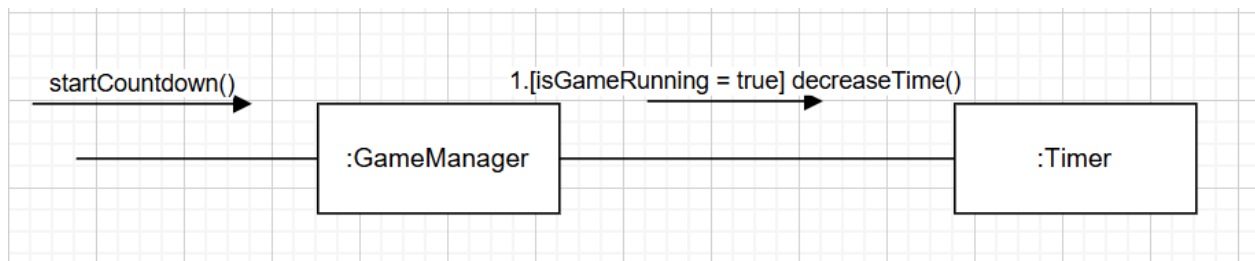 startCountdown()
1.[isGameRunning = true] decreaseTime()
:GameManager
:Timer